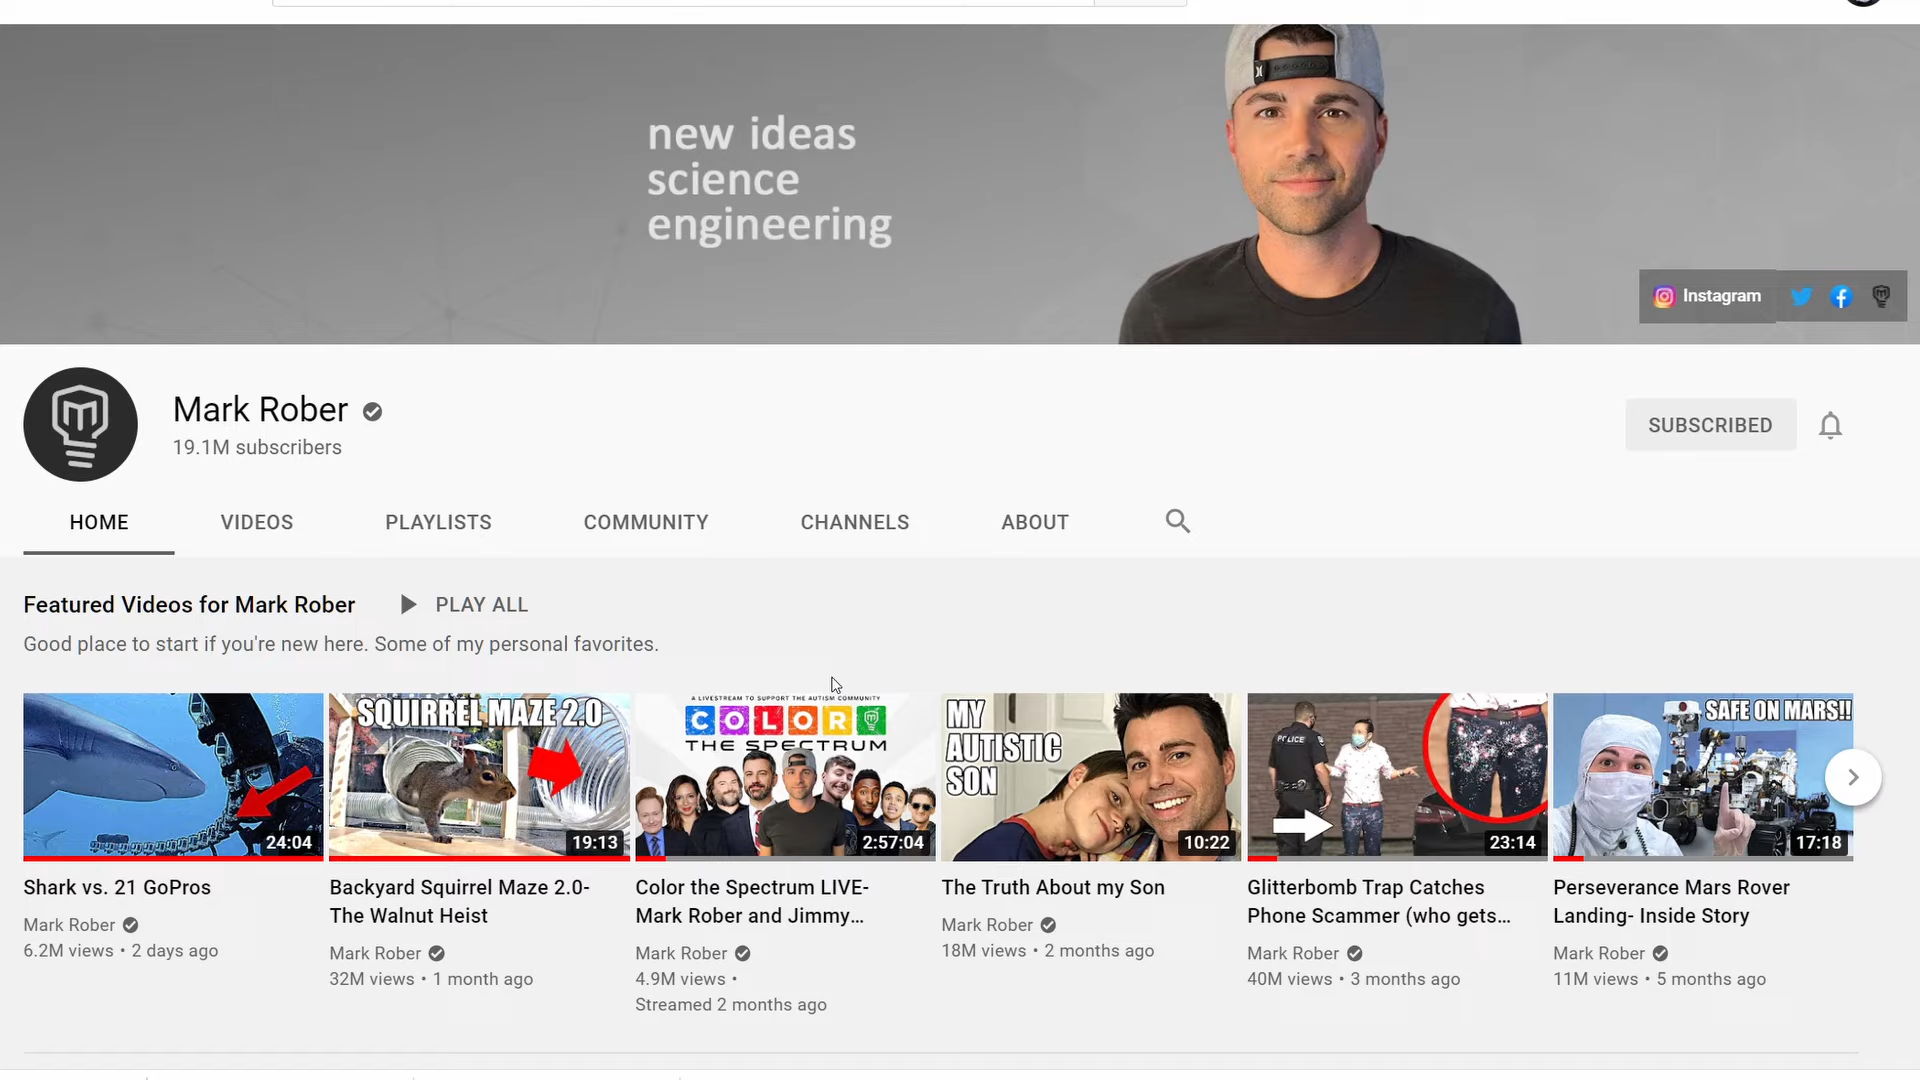 new ideas
science
engineering
Instagram
Mark Rober
19.1M subscribers
SUBSCRIBED
HOME VIDEOS PLAYLISTS COMMUNITY CHANNELS ABOUT
Featured Videos for Mark Rober PLAY ALL
Good place to start if you're new here. Some of my personal favorites.
24:04
Shark vs. 21 GoPros
Mark Rober
6.2M views • 2 days ago
SQUIRREL MAZE 2.0
19:13
Backyard Squirrel Maze 2.0-
The Walnut Heist
Mark Rober
32M views • 1 month ago
A LIVESTREAM TO SUPPORT THE AUTISM COMMUNITY
COLOR
THE SPECTRUM
2:57:04
Color the Spectrum LIVE-
Mark Rober and Jimmy...
Mark Rober
4.9M views •
Streamed 2 months ago
MY
AUTISTIC
SON
10:22
The Truth About my Son
Mark Rober
18M views • 2 months ago
POLICE
23:14
Glitterbomb Trap Catches
Phone Scammer (who gets...
Mark Rober
40M views • 3 months ago
SAFE ON MARS!!
17:18
Perseverance Mars Rover
Landing- Inside Story
Mark Rober
11M views • 5 months ago